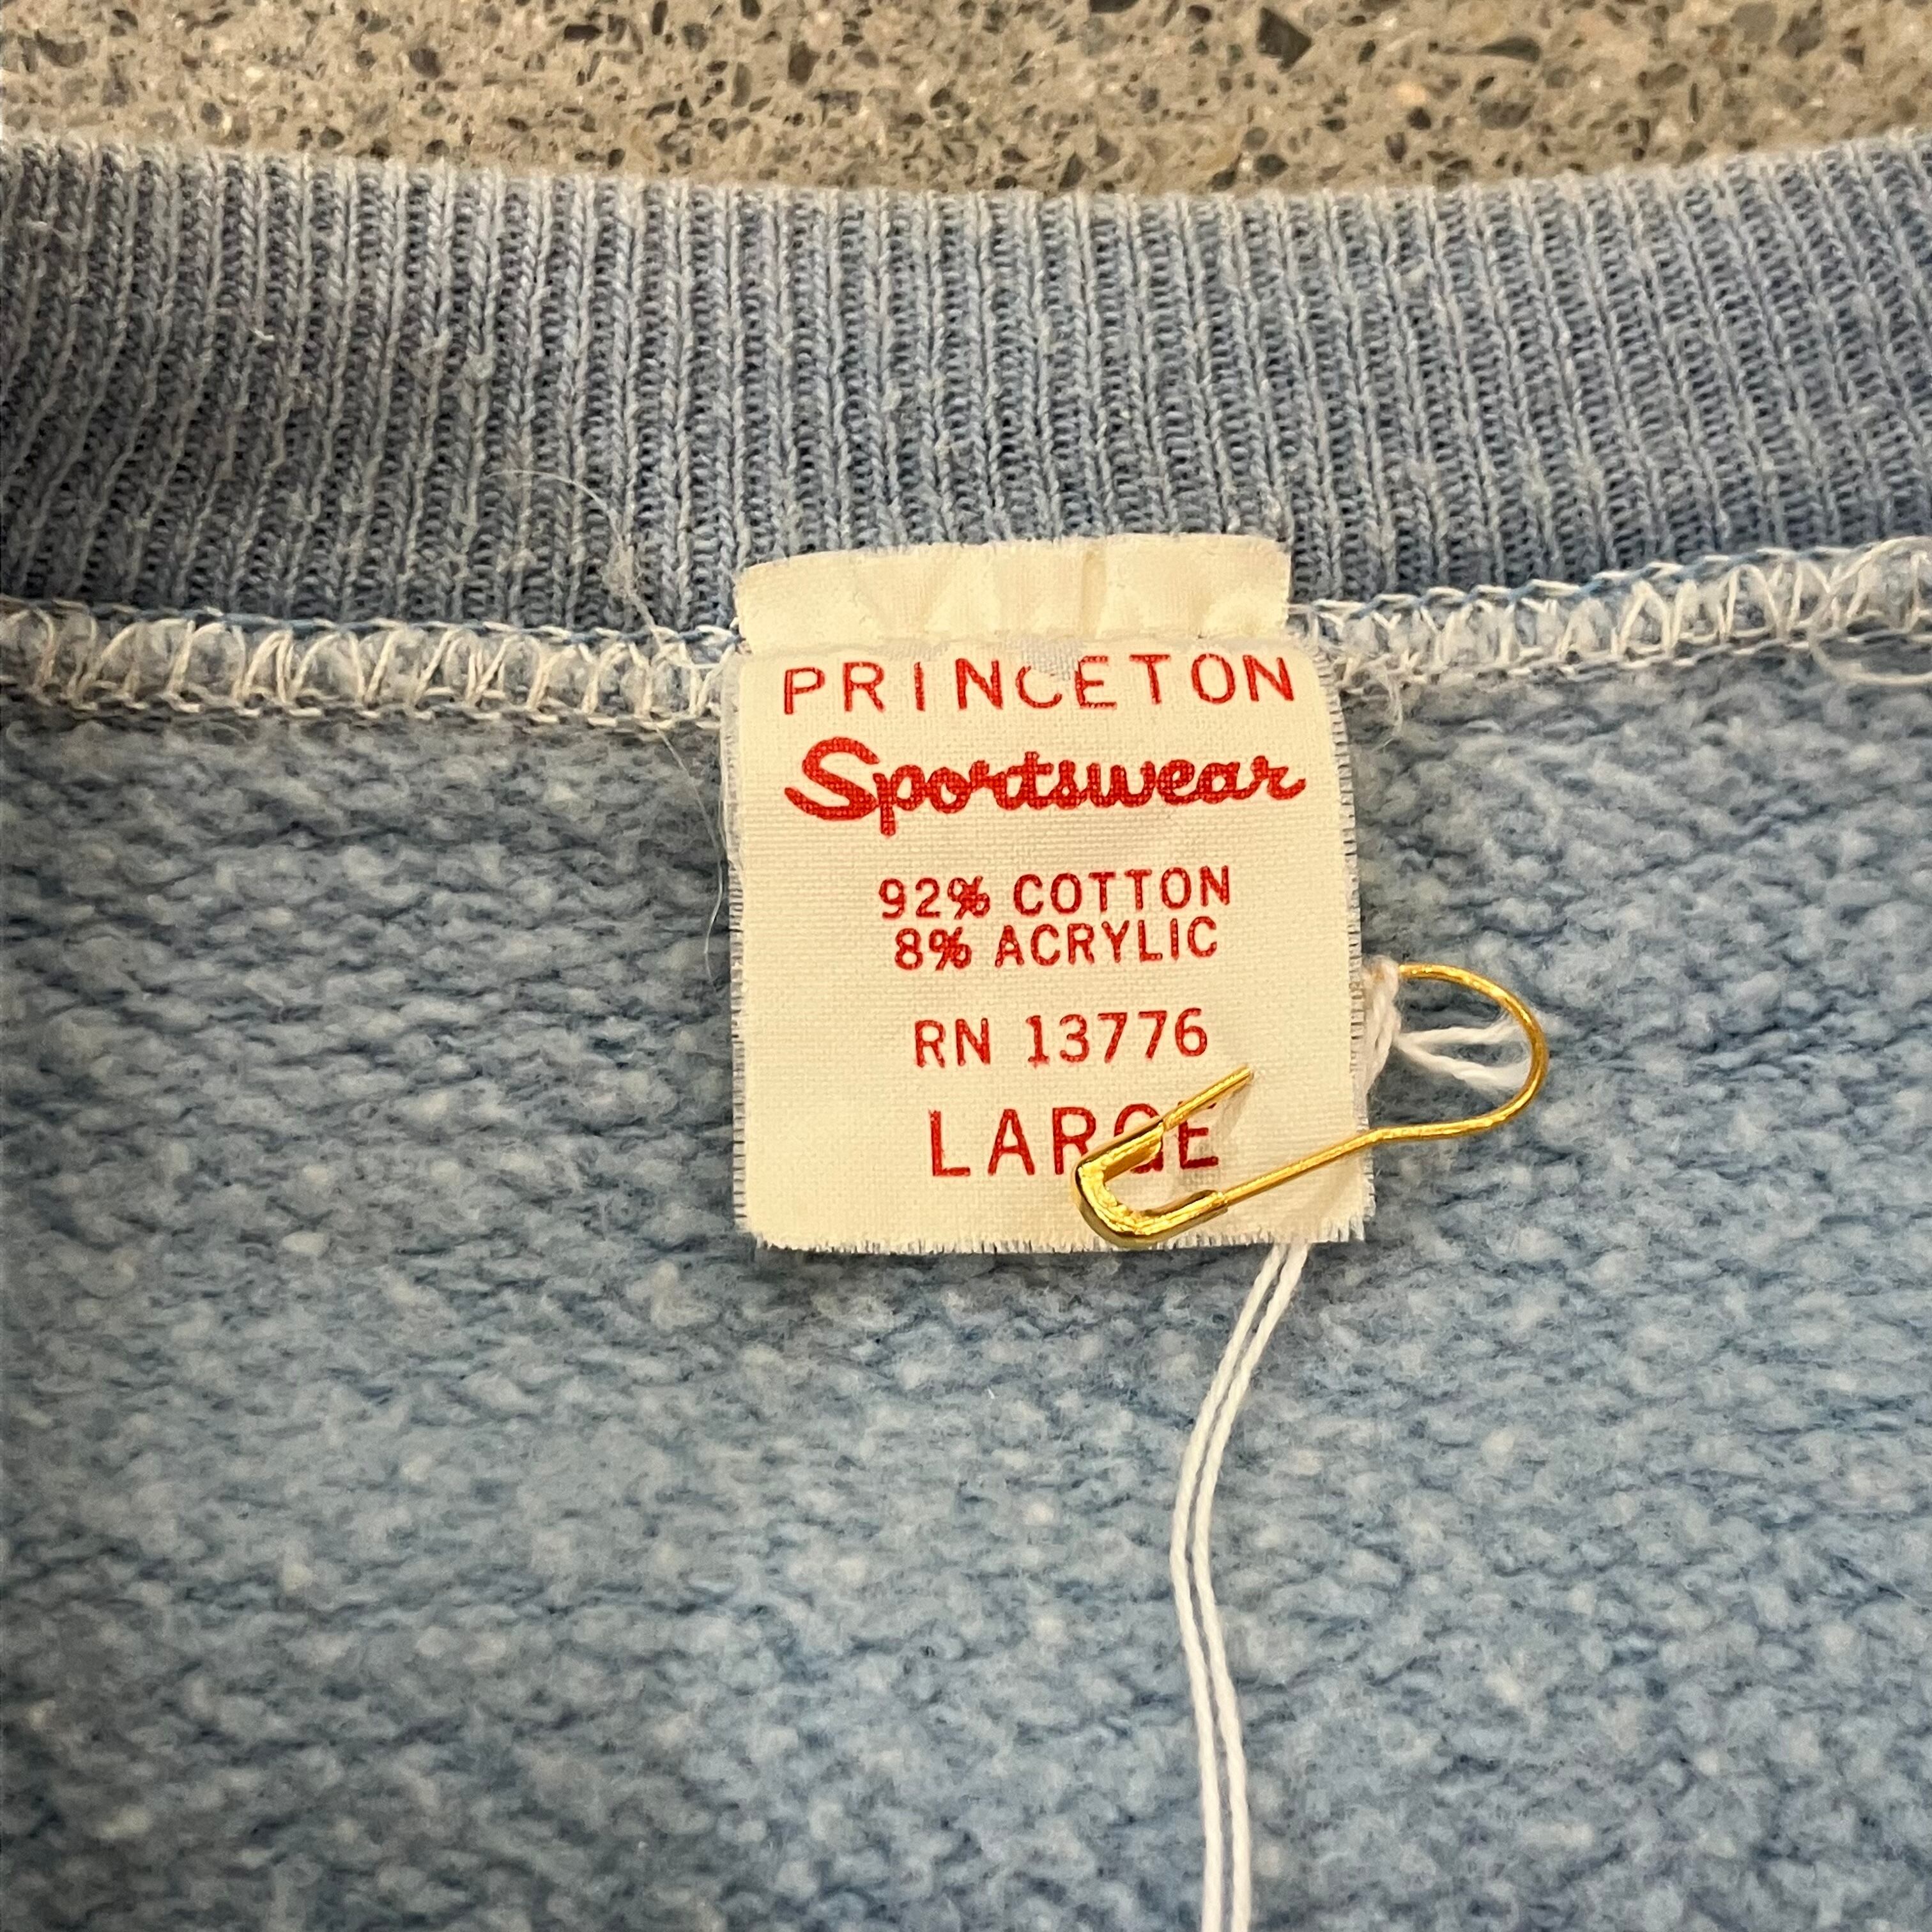 PRINCETON
Sportswear
92% COTTON
8% ACRYLIC
RN 13776
LARGE